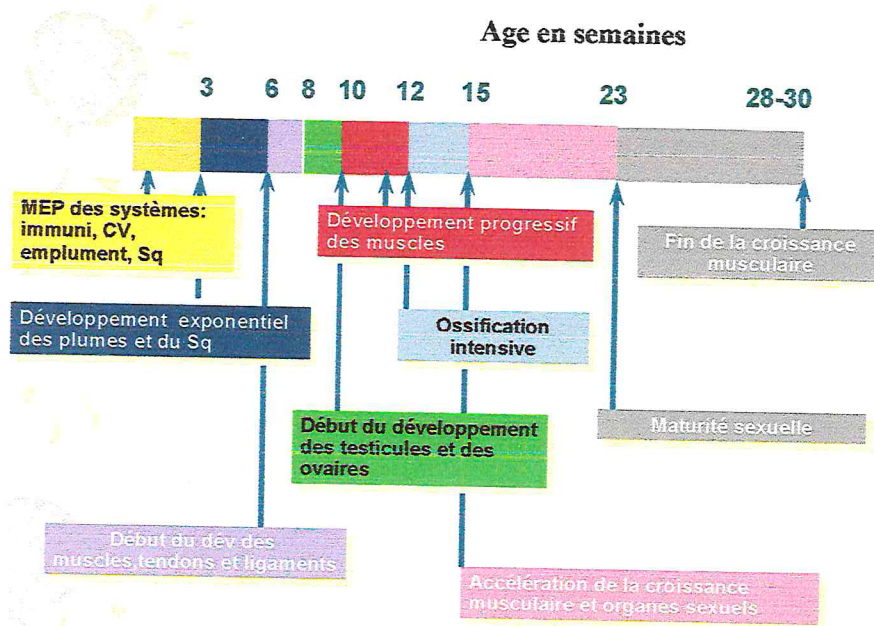 Age en semaines
3 6 8 10 12 15 23 28-30
MEP des systèmes:
immuni, CV,
emplument, Sq
Développement progressif
des muscles
Fin de la croissance
musculaire
Développement exponentiel
des plumes et du Sq
Ossification
intensive
Début du développement
des testicules et des
ovaires
Maturité sexuelle
Début du dév des
muscles,tendons et ligaments
Accélération de la croissance
musculaire et organes sexuels